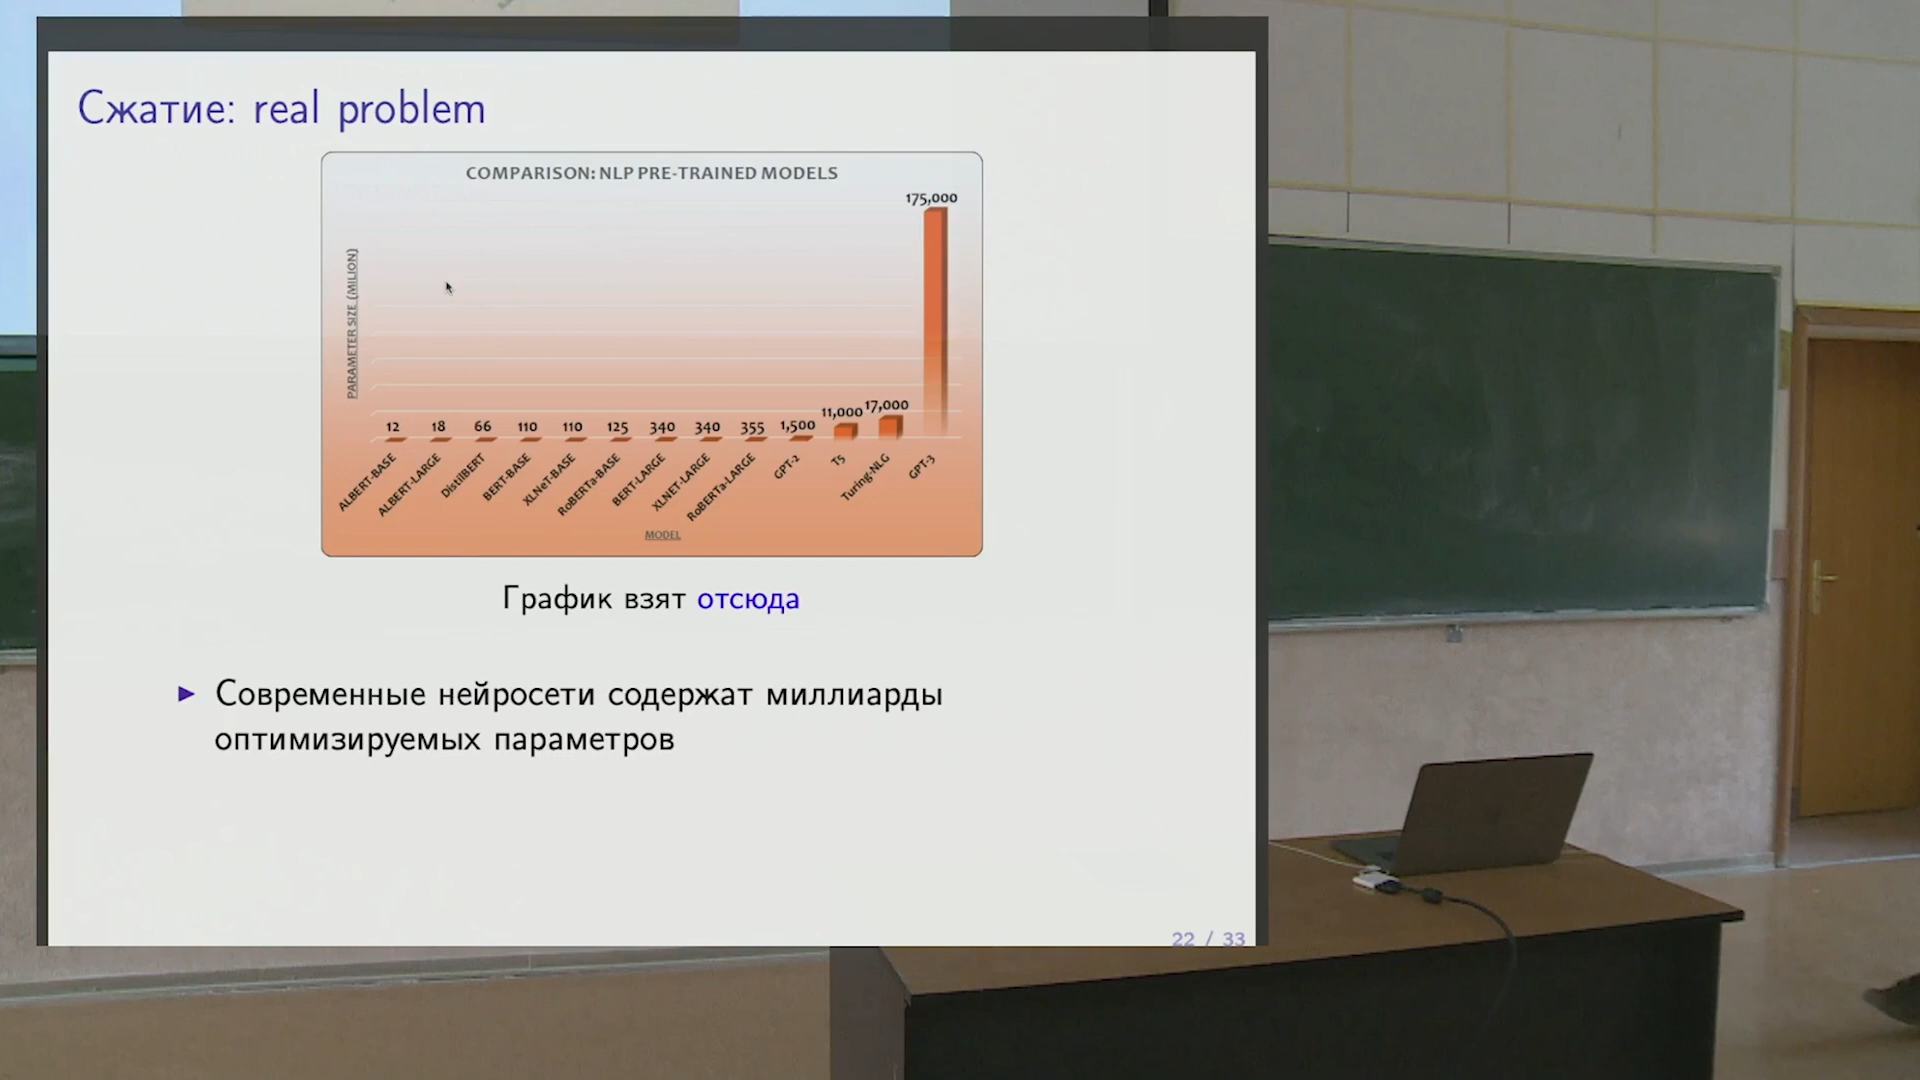 Сжатие: real problem
COMPARISON: NLP PRE-TRAINED MODELS
PARAMETER SIZE (MILION)
175,000
12 18 66 110 110 125 340 340 355 1,500 11,000 17,000
ALBERT-BASE
ALBERT-LARGE
DistilBERT
BERT-BASE
XLNeT-BASE
RoBERTa-BASE
BERT-LARGE
XLNET-LARGE
RoBERTa-LARGE
GPT-2
T5
Turing-NLG
GPT-3
MODEL
График взят отсюда
▶ Современные нейросети содержат миллиарды
оптимизируемых параметров
22 / 33